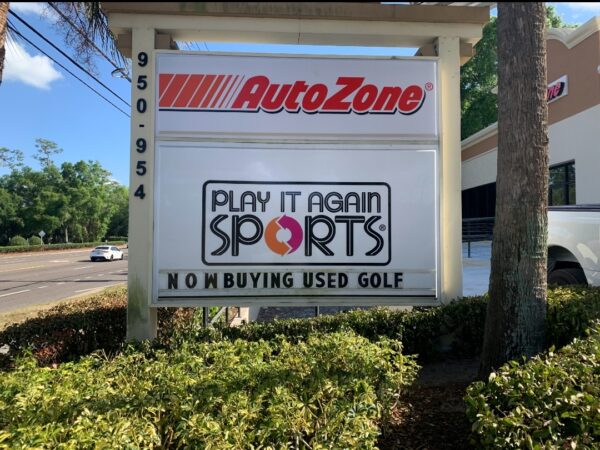 950-954
AutoZone®
PLAY IT AGAIN
SPORTS®
NOW BUYING USED GOLF